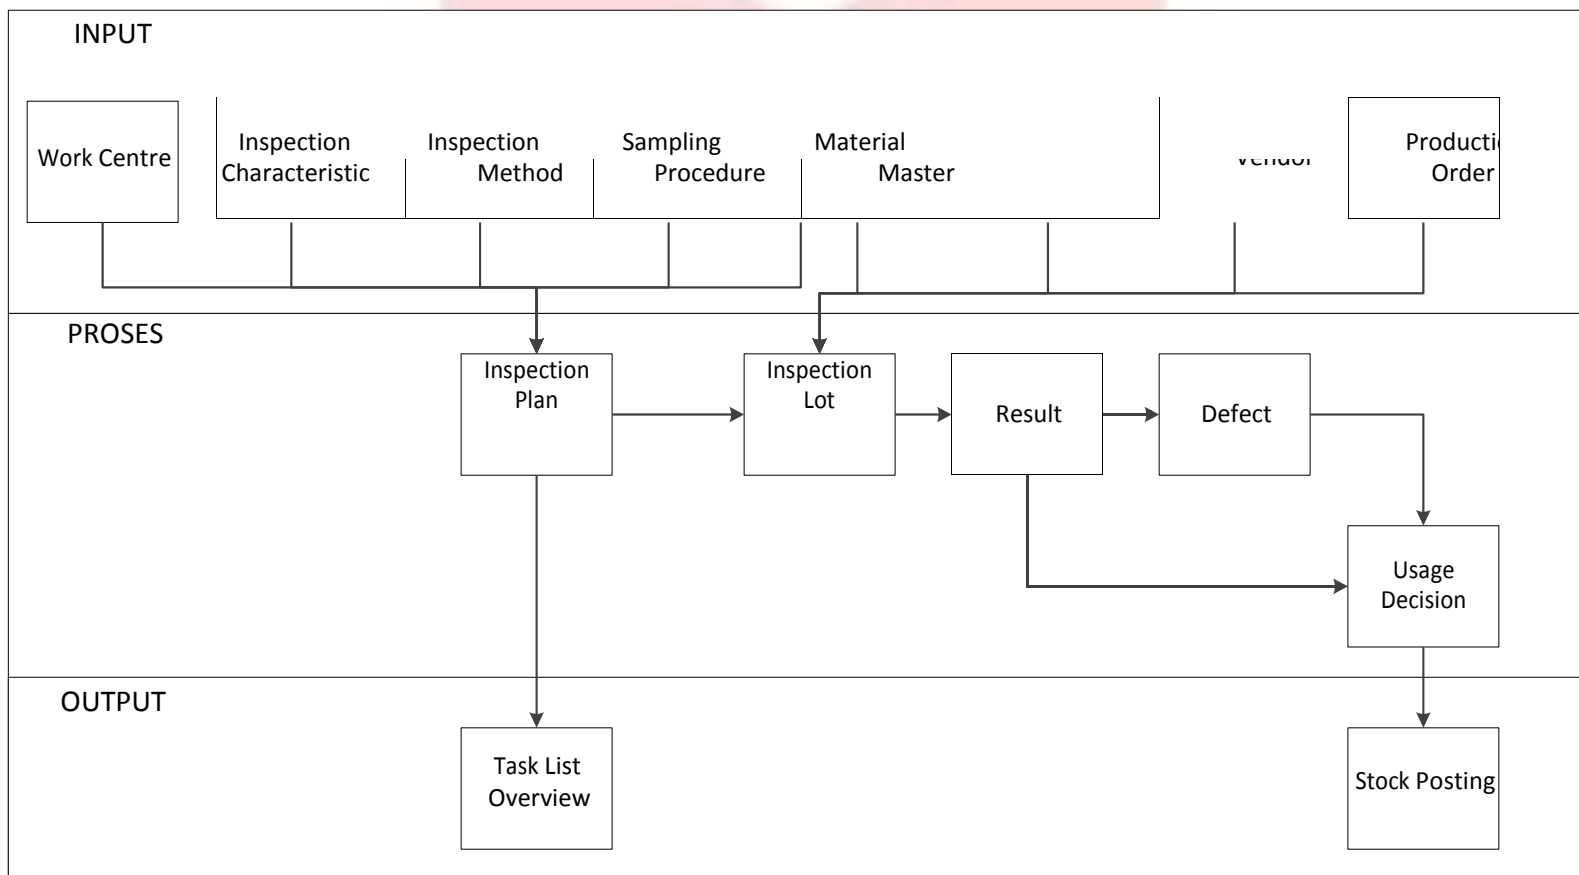 INPUT
Work Centre
Inspection
Characteristic
Inspection
Method
Sampling
Procedure
Material
Master
Producti
Order
PROSES
Inspection
Plan
Inspection
Lot
Result
Defect
Usage
Decision
OUTPUT
Task List
Overview
Stock Posting